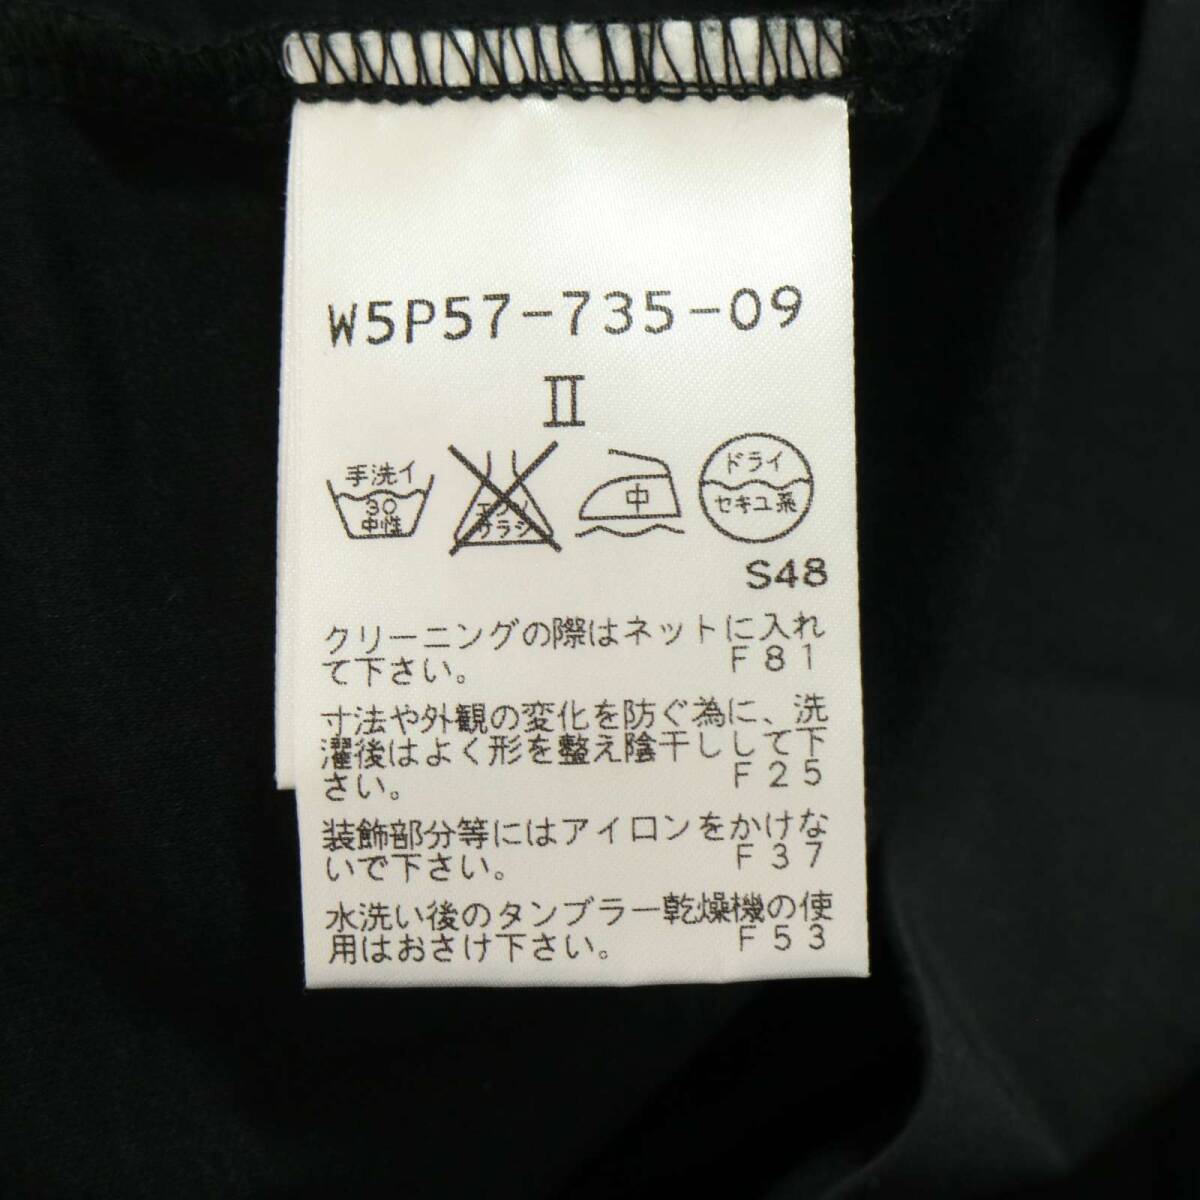 W5P57-735-09
II
手洗イ
30
中性
エンソ
サラシ
中
ドライ
セキユ系
S48
クリーニングの際はネットに入れ
て下さい。 F81
寸法や外観の変化を防ぐ為に、洗
濯後はよく形を整え陰干しして下
さい。 F25
装飾部分等にはアイロンをかけな
いで下さい。 F37
水洗い後のタンブラー乾燥機の使
用はおさけ下さい。 F53